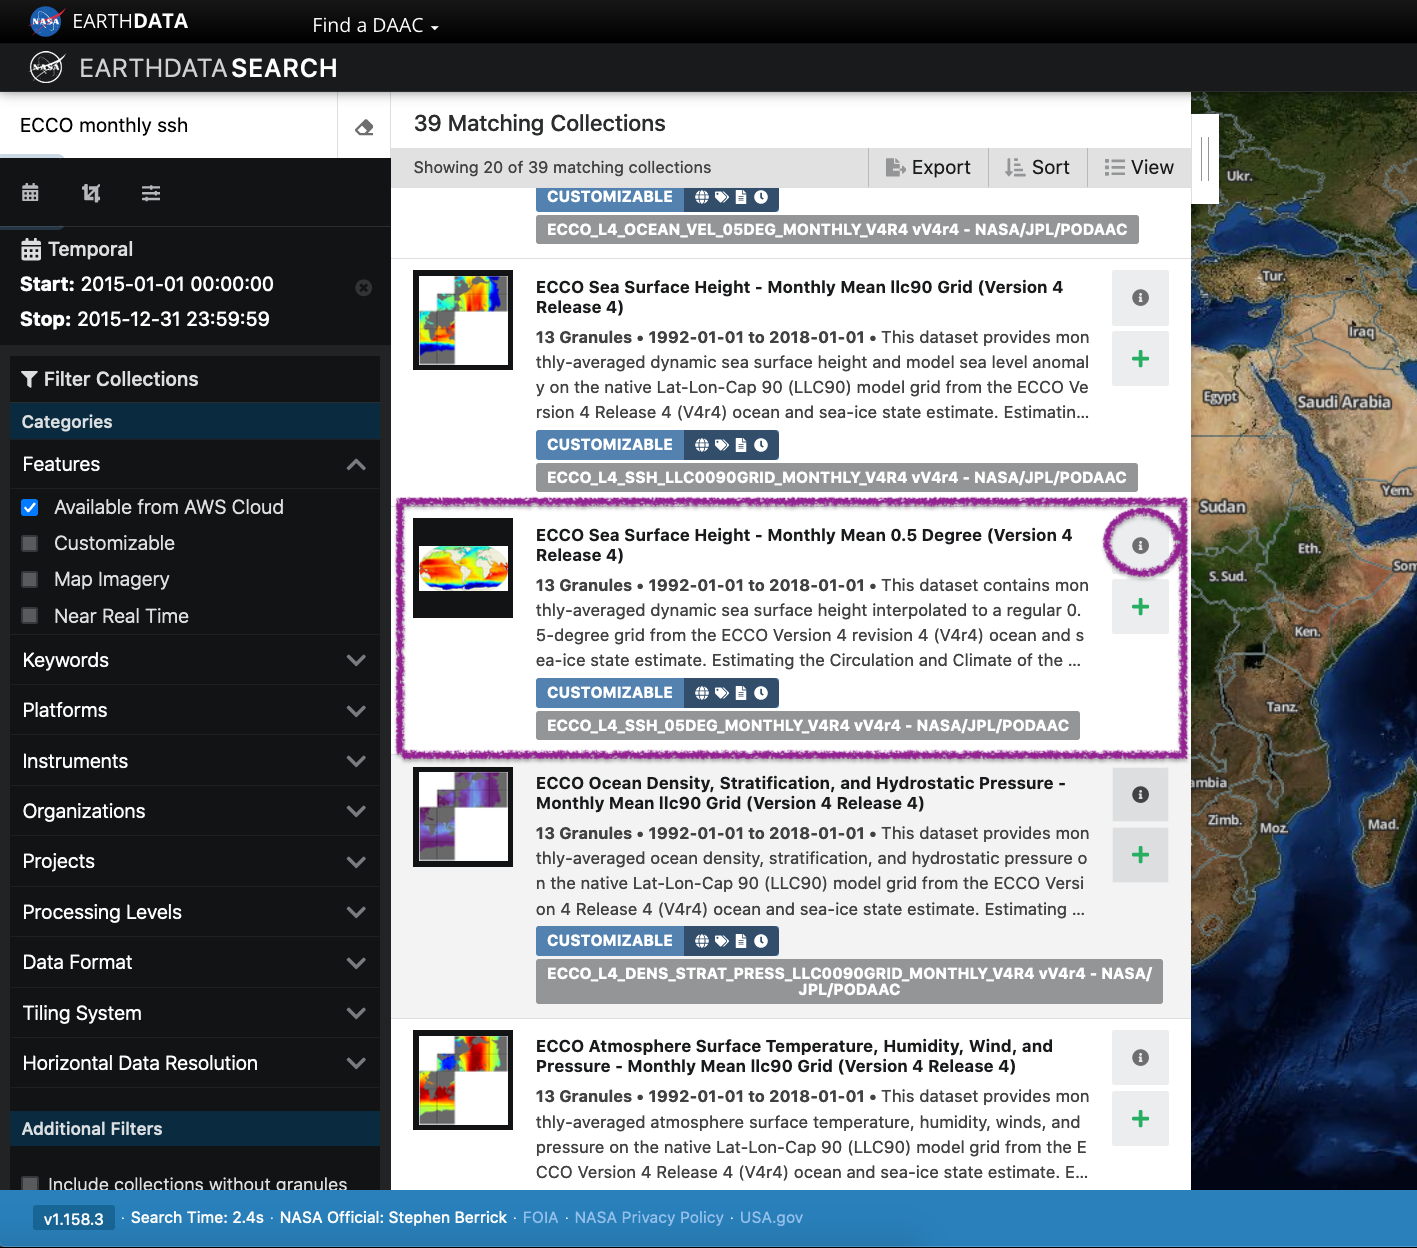 NASA EARTHDATA
Find a DAAC
NASA EARTHDATA SEARCH
ECCO monthly ssh
Temporal
Start: 2015-01-01 00:00:00
Stop: 2015-12-31 23:59:59
Filter Collections
Categories
Features
Available from AWS Cloud
Customizable
Map Imagery
Near Real Time
Keywords
Platforms
Instruments
Organizations
Projects
Processing Levels
Data Format
Tiling System
Horizontal Data Resolution
Additional Filters
Include collections without granules
39 Matching Collections
Showing 20 of 39 matching collections
Export
Sort
View
CUSTOMIZABLE
ECCO_L4_OCEAN_VEL_05DEG_MONTHLY_V4R4 vV4r4 - NASA/JPL/PODAAC
ECCO Sea Surface Height - Monthly Mean llc90 Grid (Version 4
Release 4)
13 Granules • 1992-01-01 to 2018-01-01 • This dataset provides mon
thly-averaged dynamic sea surface height and model sea level anomal
y on the native Lat-Lon-Cap 90 (LLC90) model grid from the ECCO Ve
rsion 4 Release 4 (V4r4) ocean and sea-ice state estimate. Estimatin...
CUSTOMIZABLE
ECCO_L4_SSH_LLC0090GRID_MONTHLY_V4R4 vV4r4 - NASA/JPL/PODAAC
ECCO Sea Surface Height - Monthly Mean 0.5 Degree (Version 4
Release 4)
13 Granules • 1992-01-01 to 2018-01-01 • This dataset contains mon
thly-averaged dynamic sea surface height interpolated to a regular 0.
5-degree grid from the ECCO Version 4 revision 4 (V4r4) ocean and s
ea-ice state estimate. Estimating the Circulation and Climate of the ...
CUSTOMIZABLE
ECCO_L4_SSH_05DEG_MONTHLY_V4R4 vV4r4 - NASA/JPL/PODAAC
ECCO Ocean Density, Stratification, and Hydrostatic Pressure -
Monthly Mean llc90 Grid (Version 4 Release 4)
13 Granules • 1992-01-01 to 2018-01-01 • This dataset provides mon
thly-averaged ocean density, stratification, and hydrostatic pressure o
n the native Lat-Lon-Cap 90 (LLC90) model grid from the ECCO Versi
on 4 Release 4 (V4r4) ocean and sea-ice state estimate. Estimating ...
CUSTOMIZABLE
ECCO_L4_DENS_STRAT_PRESS_LLC0090GRID_MONTHLY_V4R4 vV4r4 - NASA/
JPL/PODAAC
ECCO Atmosphere Surface Temperature, Humidity, Wind, and
Pressure - Monthly Mean llc90 Grid (Version 4 Release 4)
13 Granules • 1992-01-01 to 2018-01-01 • This dataset provides mon
thly-averaged atmosphere surface temperature, humidity, winds, and
pressure on the native Lat-Lon-Cap 90 (LLC90) model grid from the E
CCO Version 4 Release 4 (V4r4) ocean and sea-ice state estimate. E...
Ukr.
Tur.
Iraq
Egypt
Saudi Arabia
Yem.
Sudan
Eth.
Som
S. Sud.
Ken.
Tanz.
mbia
Zimb.
Moz.
Mad.
v1.158.3 · Search Time: 2.4s · NASA Official: Stephen Berrick · FOIA · NASA Privacy Policy · USA.gov